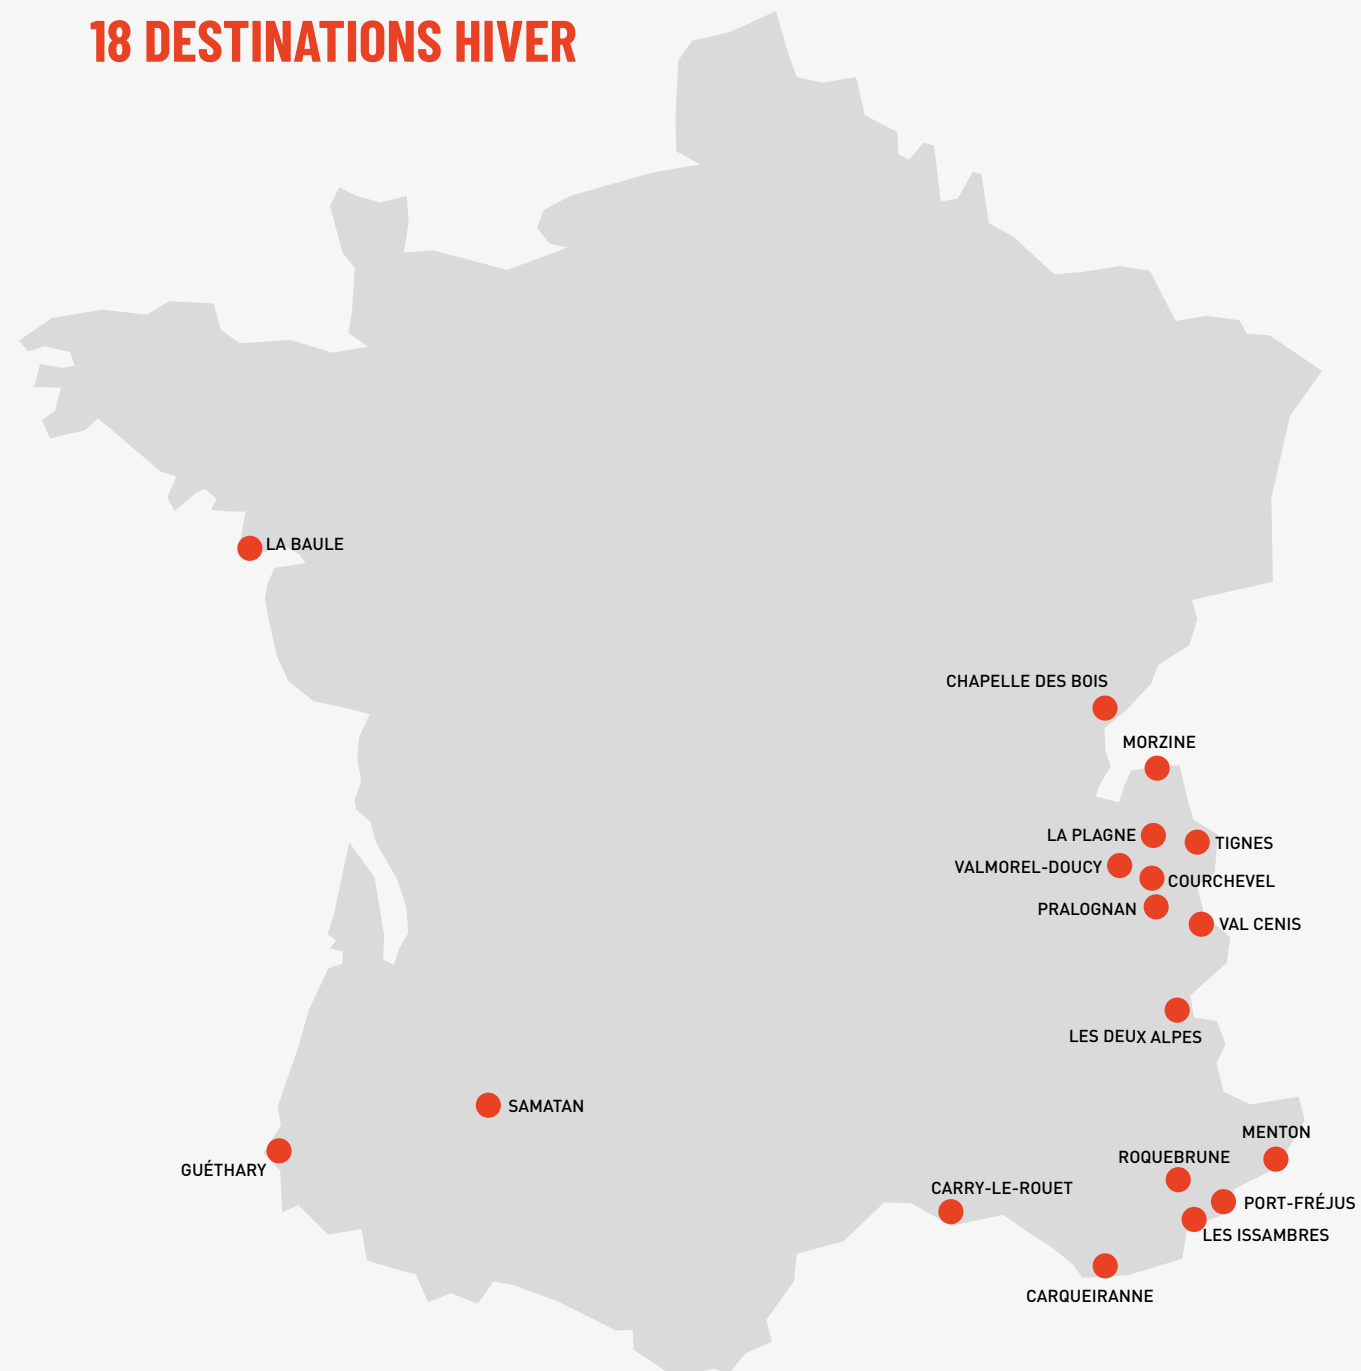 18 DESTINATIONS HIVER
LA BAULE
CHAPELLE DES BOIS
MORZINE
LA PLAGNE
TIGNES
VALMOREL-DOUCY
COURCHEVEL
PRALOGNAN
VAL CENIS
LES DEUX ALPES
SAMATAN
MENTON
ROQUEBRUNE
GUÉTHARY
CARRY-LE-ROUET
PORT-FRÉJUS
LES ISSAMBRES
CARQUEIRANNE